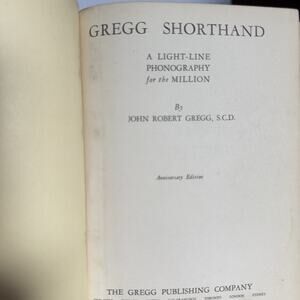 GREGG SHORTHAND
A LIGHT-LINE
PHONOGRAPHY
for the MILLION
By
JOHN ROBERT GREGG, S.C.D.
Anniversary Edition
THE GREGG PUBLISHING COMPANY
TORONTO LONDON SYDNEY